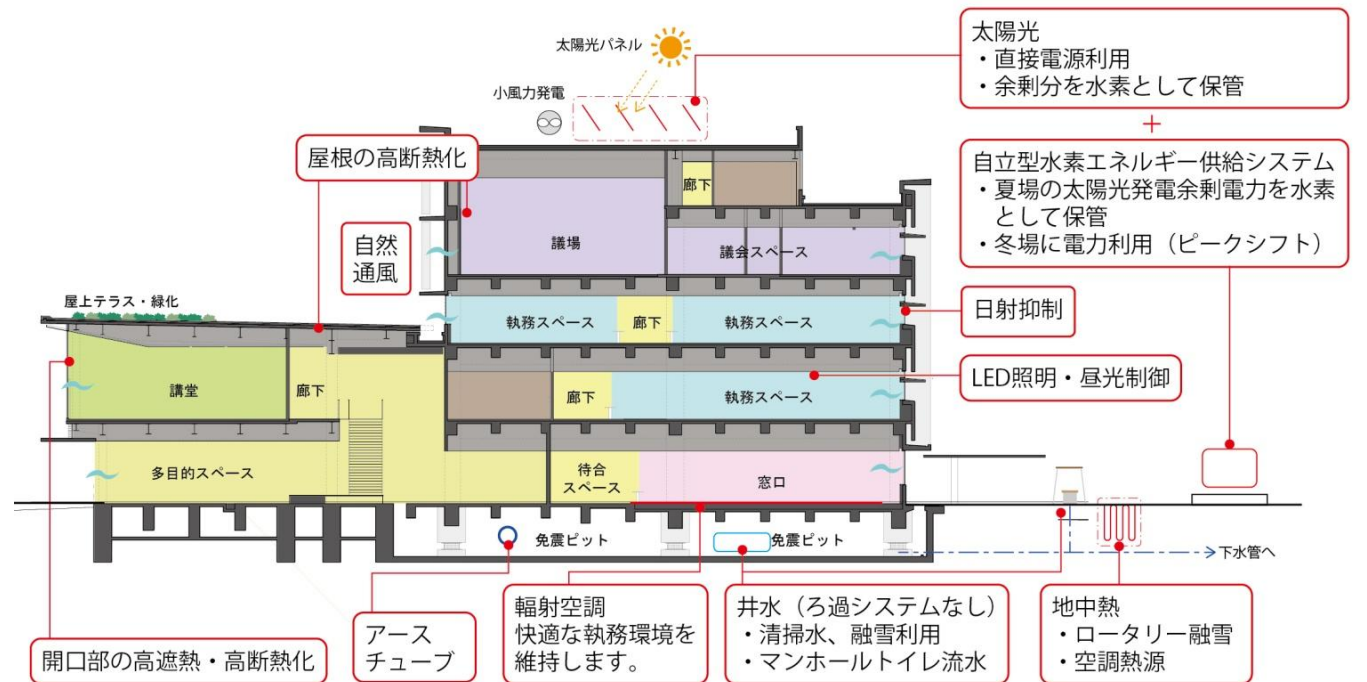 太陽光パネル
小風力発電
太陽光
・直接電源利用
・余剰分を水素として保管
+
自立型水素エネルギー供給システム
・夏場の太陽光発電余剰電力を水素
として保管
・冬場に電力利用（ピークシフト）
屋根の高断熱化
廊下
自然
通風
議場
議会スペース
屋上テラス・緑化
執務スペース
廊下
執務スペース
日射抑制
LED照明・昼光制御
講堂
廊下
廊下
執務スペース
多目的スペース
待合
スペース
窓口
免震ピット
免震ピット
下水管へ
開口部の高遮熱・高断熱化
アース
チューブ
輻射空調
快適な執務環境を
維持します。
井水（ろ過システムなし）
・清掃水、融雪利用
・マンホールトイレ流水
地中熱
・ロータリー融雪
・空調熱源